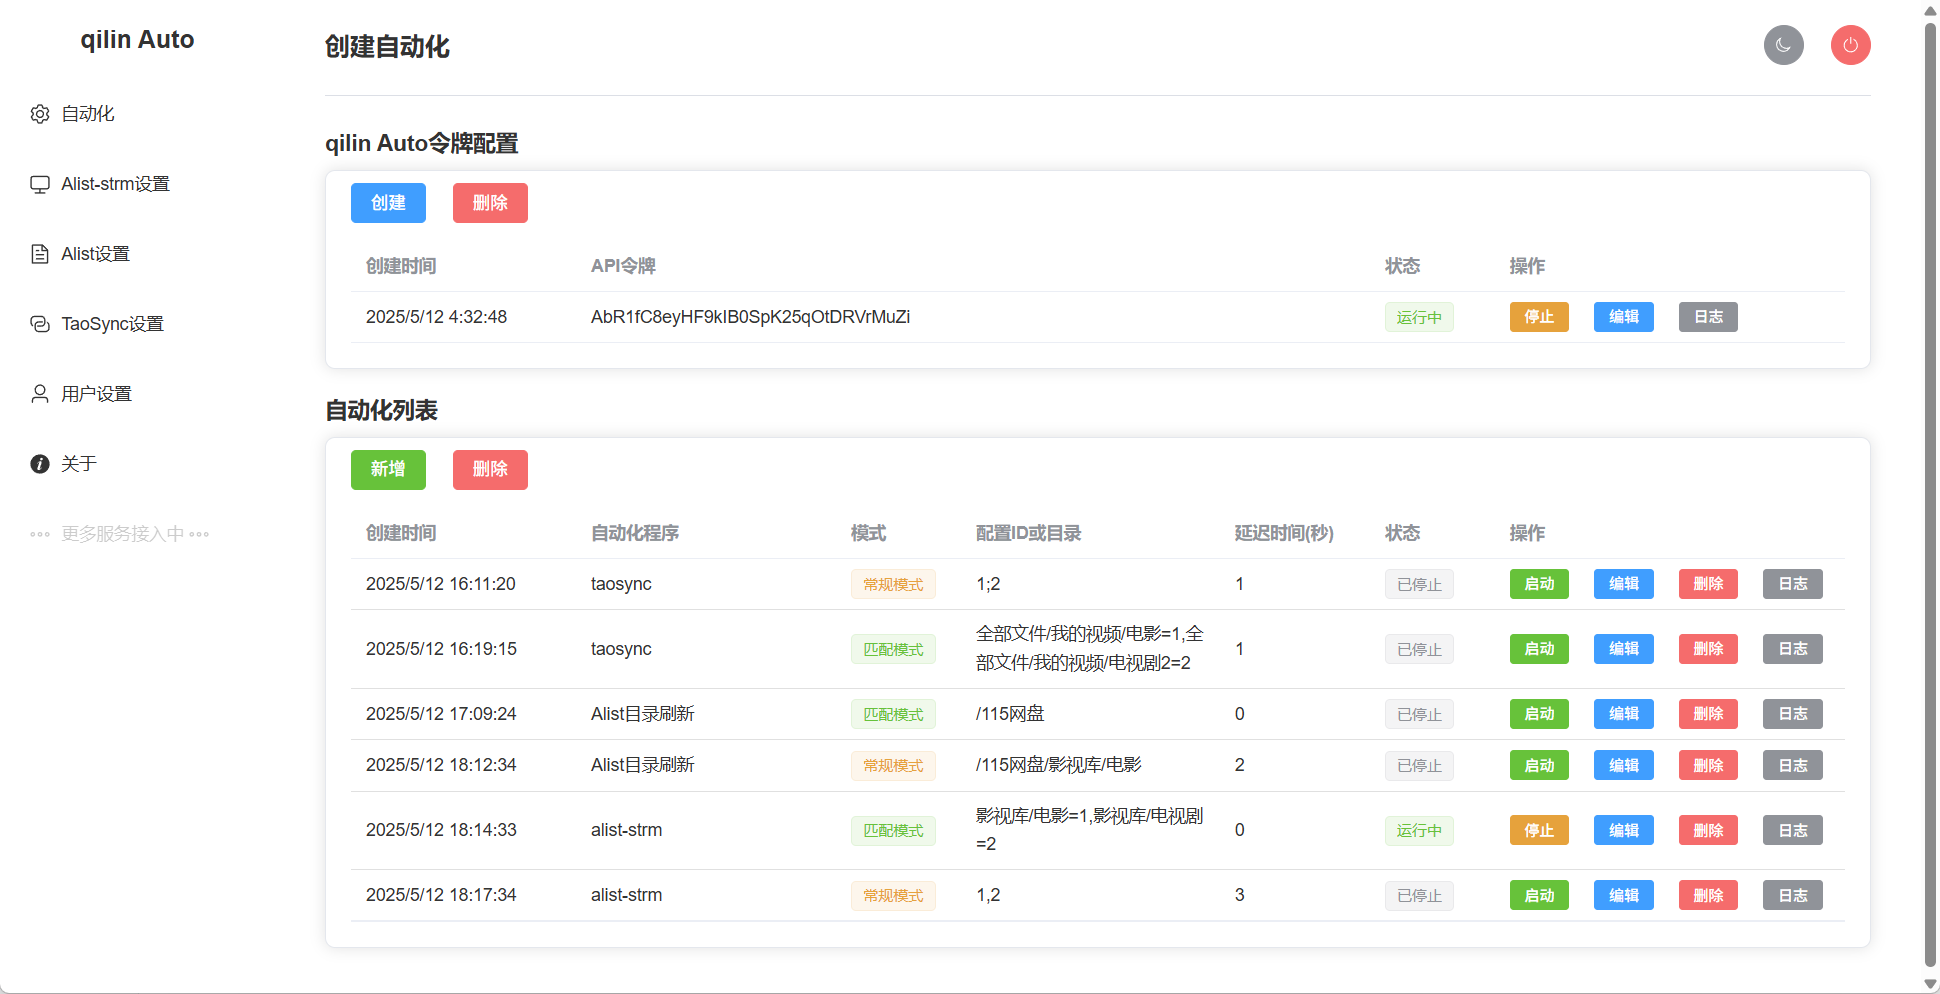 qilin Auto
自动化
Alist-strm设置
Alist设置
TaoSync设置
用户设置
关于
更多服务接入中
创建自动化
qilin Auto令牌配置
创建 删除
创建时间 API令牌 状态 操作
2025/5/12 4:32:48 AbR1fC8eyHF9kIB0SpK25qOtDRVrMuZi 运行中 停止 编辑 日志
自动化列表
新增 删除
创建时间 自动化程序 模式 配置ID或目录 延迟时间(秒) 状态 操作
2025/5/12 16:11:20 taosync 常规模式 1;2 1 已停止 启动 编辑 删除 日志
2025/5/12 16:19:15 taosync 匹配模式 全部文件/我的视频/电影=1,全
部文件/我的视频/电视剧2=2 1 已停止 启动 编辑 删除 日志
2025/5/12 17:09:24 Alist目录刷新 匹配模式 /115网盘 0 已停止 启动 编辑 删除 日志
2025/5/12 18:12:34 Alist目录刷新 常规模式 /115网盘/影视库/电影 2 已停止 启动 编辑 删除 日志
2025/5/12 18:14:33 alist-strm 匹配模式 影视库/电影=1,影视库/电视剧
=2 0 运行中 停止 编辑 删除 日志
2025/5/12 18:17:34 alist-strm 常规模式 1,2 3 已停止 启动 编辑 删除 日志